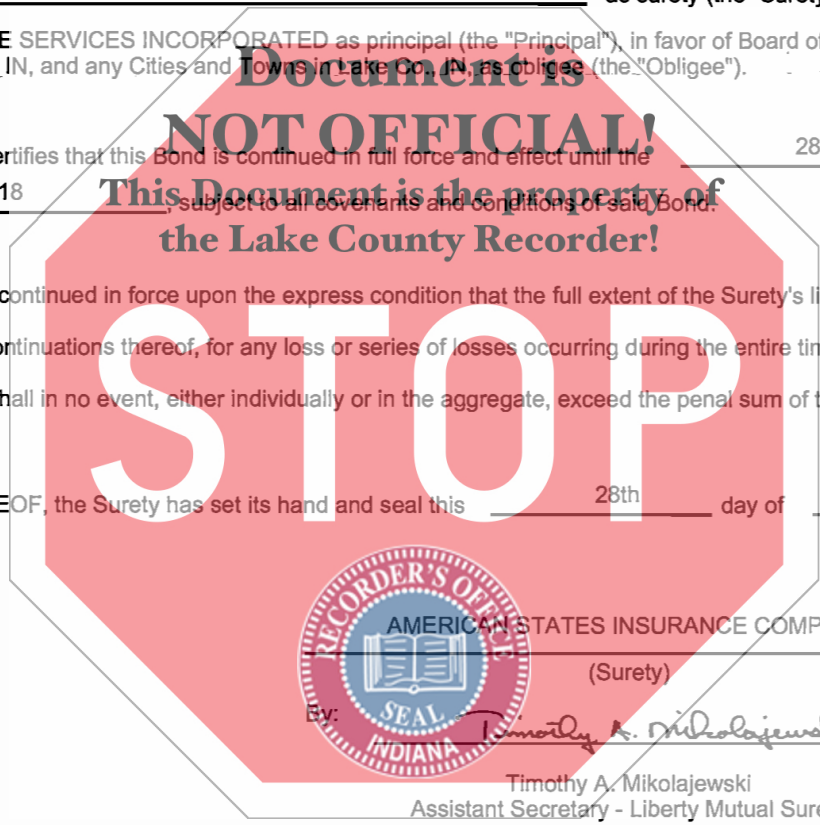 as surety (the "Surety
E SERVICES INCORPORATED as principal (the "Principal"), in favor of Board of
IN, and any Cities and Towns in Lake Co., IN, as obligee (the "Obligee").
Document is
NOT OFFICIAL!
This Document is the property of
the Lake County Recorder!
ertifies that this Bond is continued in full force and effect until the 28
18, subject to all covenants and conditions of said Bond.
continued in force upon the express condition that the full extent of the Surety's li
ontinuations thereof, for any loss or series of losses occurring during the entire tim
hall in no event, either individually or in the aggregate, exceed the penal sum of t
STOP
EOF, the Surety has set its hand and seal this 28th day of
RECORDER'S OFFICE
SEAL
INDIANA
AMERICAN STATES INSURANCE COMP
(Surety)
By: Timothy A. Mikolajews
Timothy A. Mikolajewski
Assistant Secretary - Liberty Mutual Sure